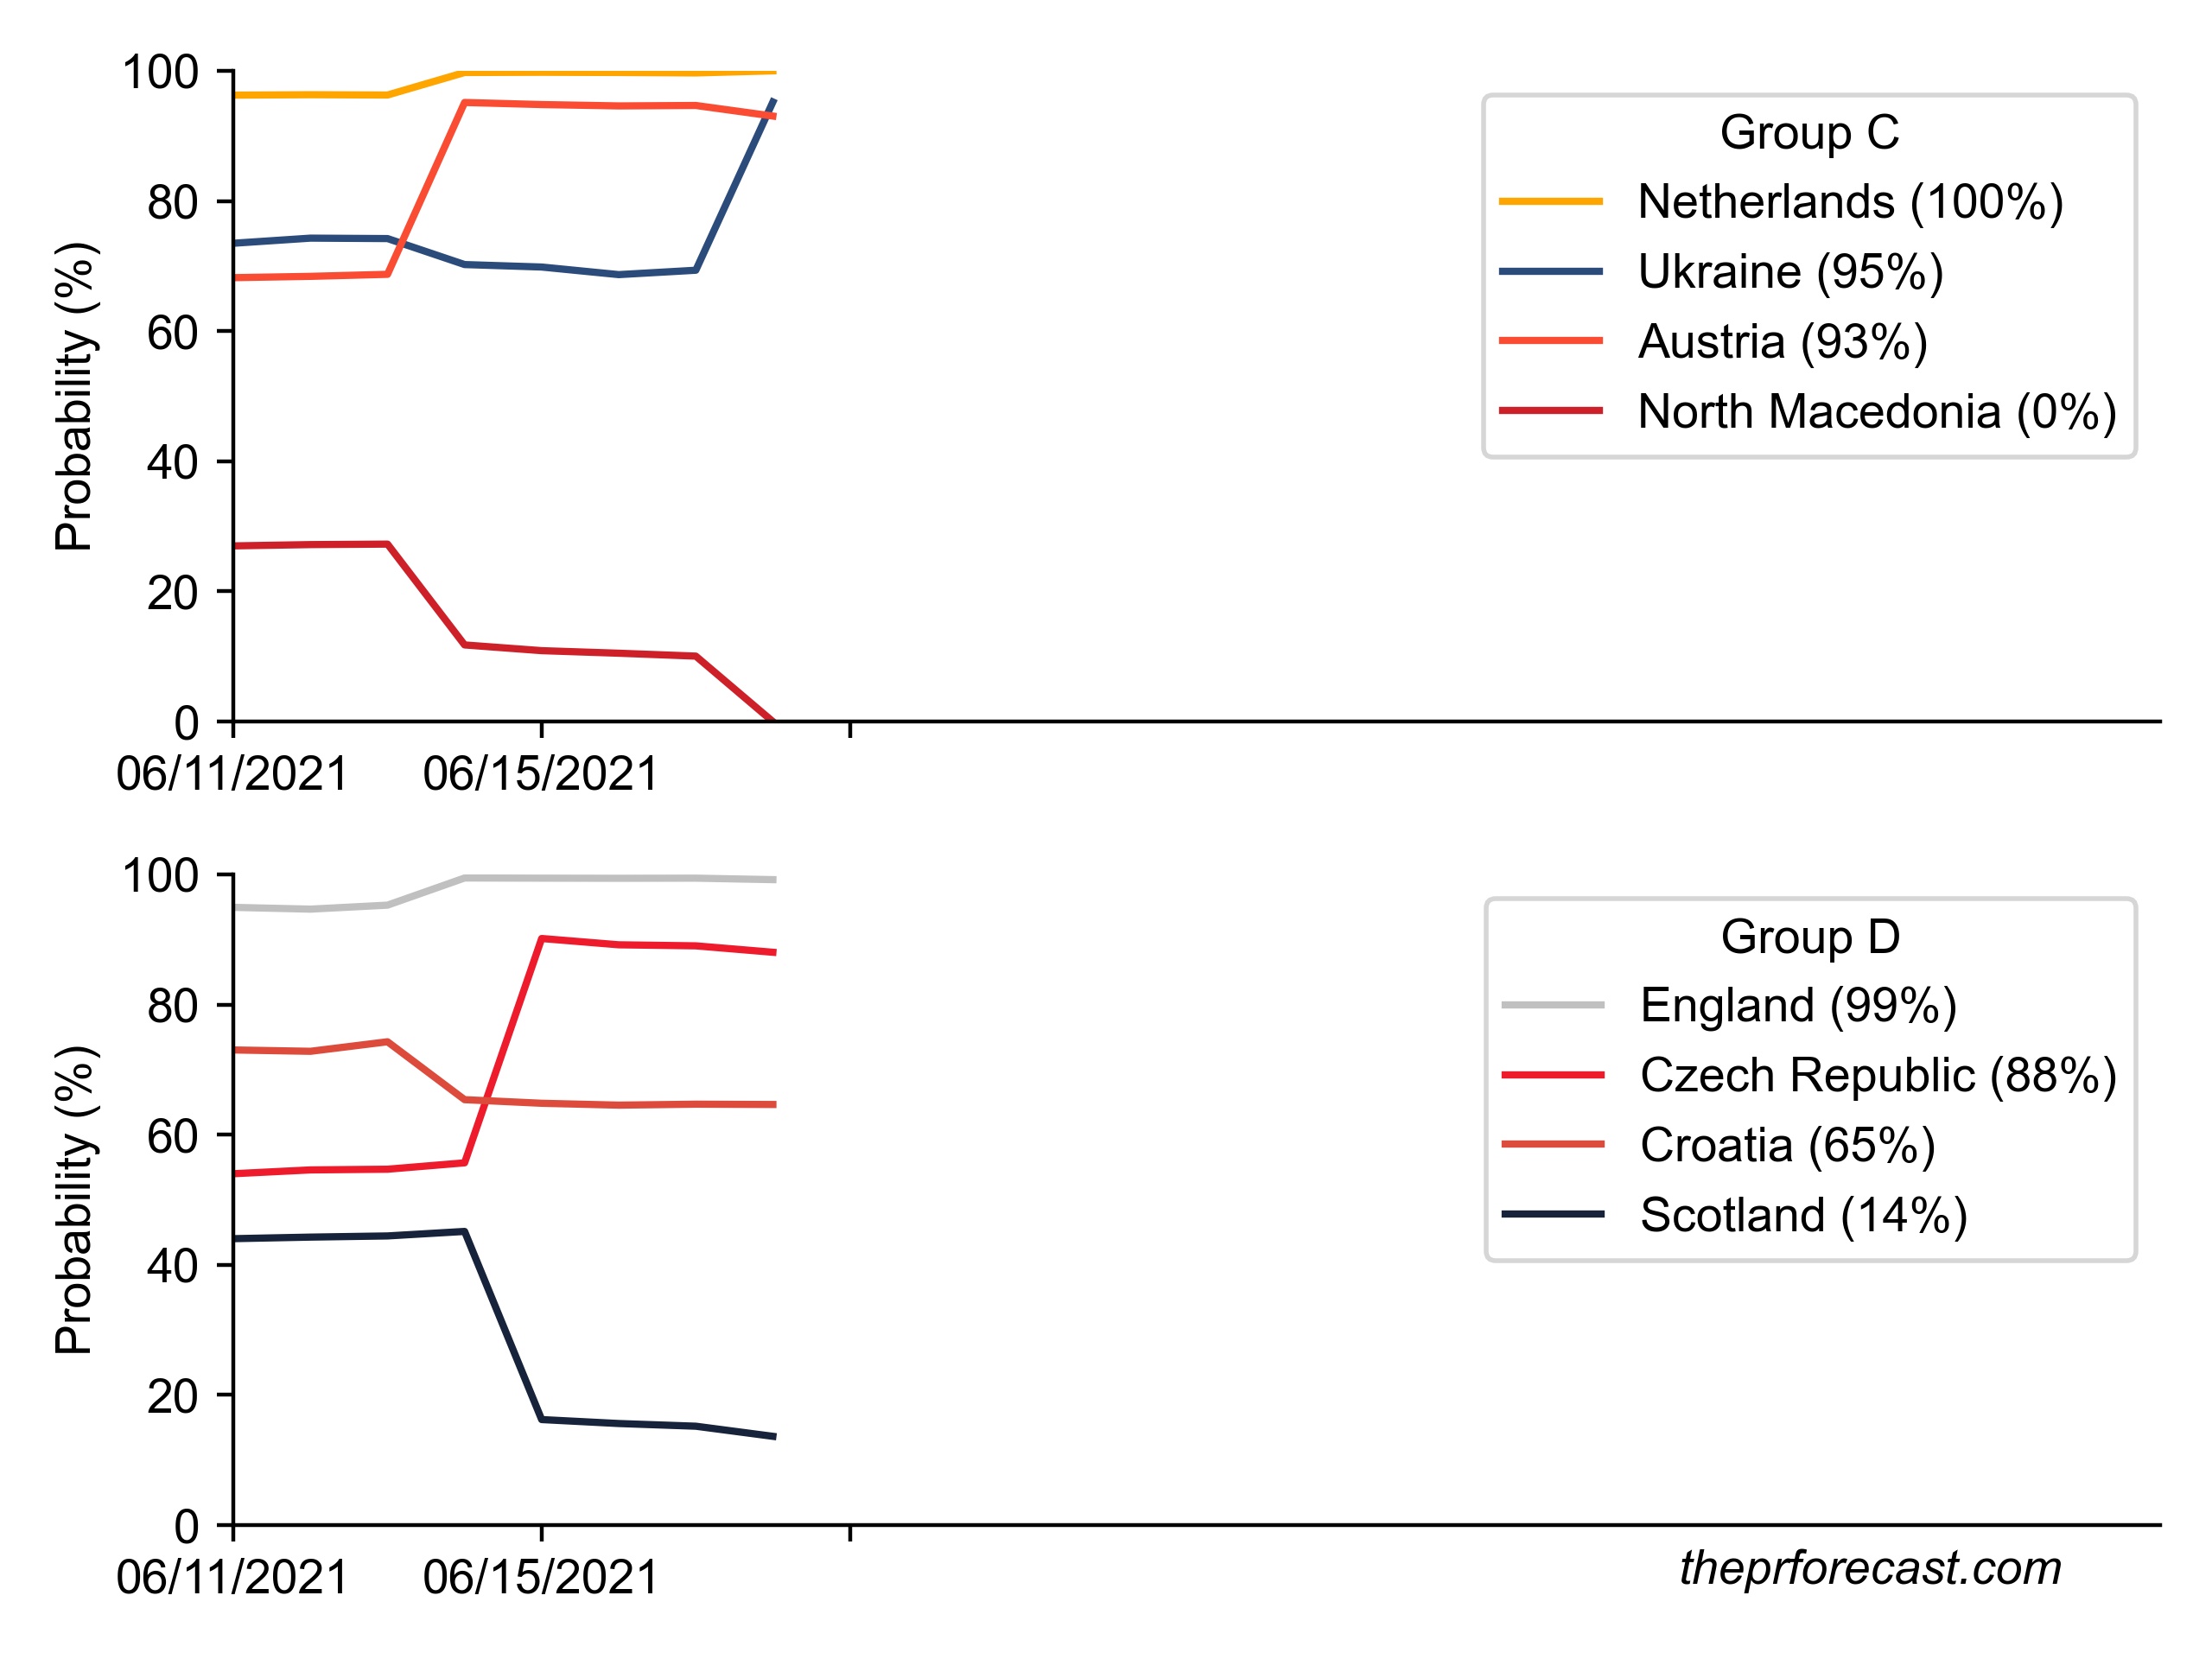 100
80
60
40
20
0
Probability (%)
06/11/2021
06/15/2021
Group C
Netherlands (100%)
Ukraine (95%)
Austria (93%)
North Macedonia (0%)
100
80
60
40
20
0
Probability (%)
06/11/2021
06/15/2021
Group D
England (99%)
Czech Republic (88%)
Croatia (65%)
Scotland (14%)
theprforecast.com